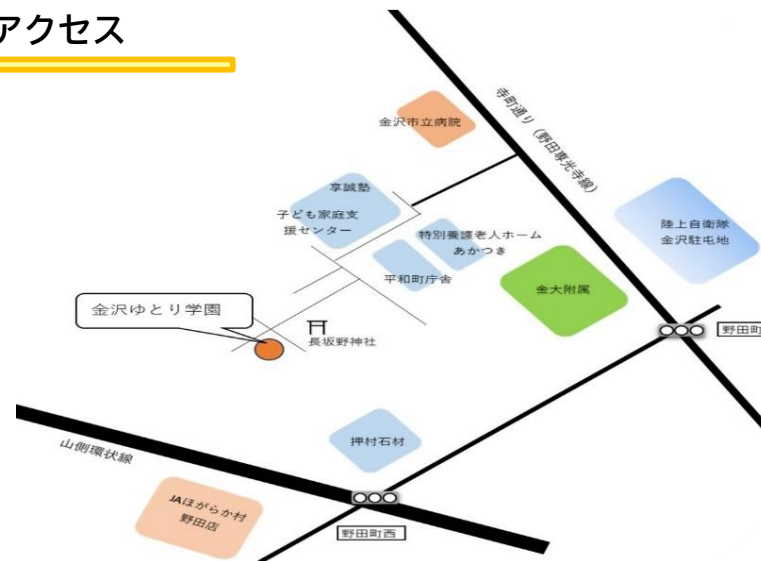 アクセス
寺町通り（野田専光寺線）
金沢市立病院
享誠塾
子ども家庭支
援センター
特別養護老人ホーム
あかつき
陸上自衛隊
金沢駐屯地
平和町庁舎
金大附属
金沢ゆとり学園
長坂野神社
野田町
押村石材
山側環状線
JAほがらか村
野田店
野田町西